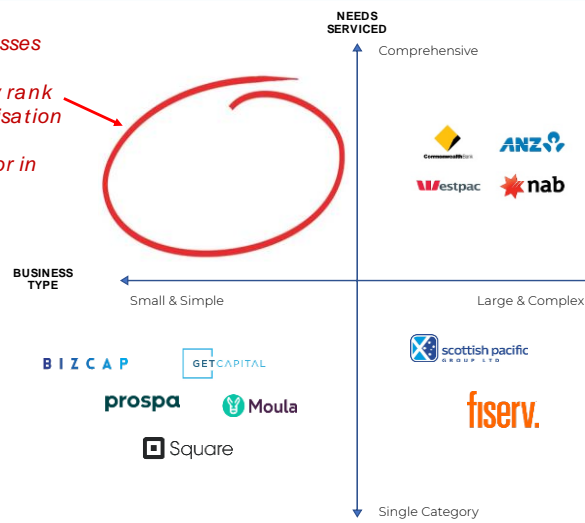 NEEDS
SERVICED
sses
Comprehensive
rank
isation
or in
CommonwealthBank
ANZ
Westpac
nab
BUSINESS
TYPE
Small & Simple
Large & Complex
scottish pacific
GROUP LTD
BIZCAP
GETCAPITAL
prospa
Moula
fiserv.
Square
Single Category